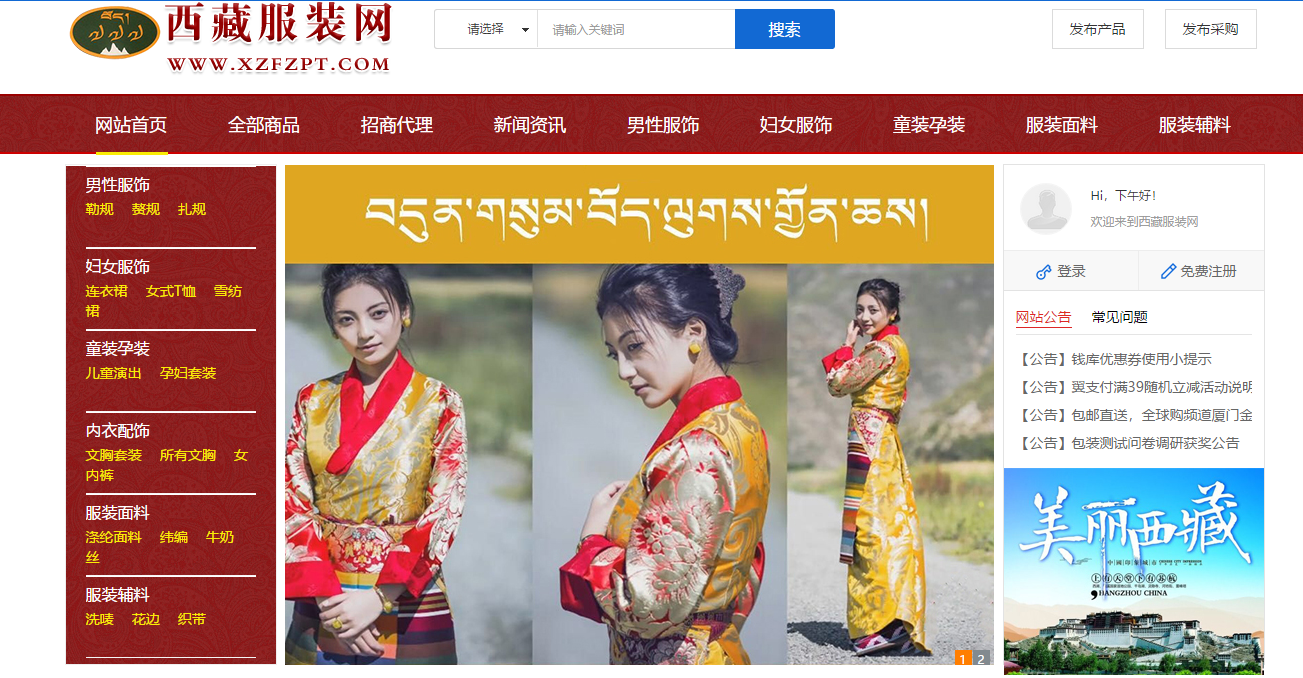 西藏服装网
WWW.XZFZPT.COM
请选择
请输入关键词
搜索
发布产品
发布采购
网站首页 全部商品 招商代理 新闻资讯 男性服饰 妇女服饰 童装孕装 服装面料 服装辅料
男性服饰
勒规 赘规 扎规
妇女服饰
连衣裙 女式T恤 雪纺
裙
童装孕装
儿童演出 孕妇套装
内衣配饰
文胸套装 所有文胸 女
内裤
服装面料
涤纶面料 纬编 牛奶
丝
服装辅料
洗唛 花边 织带
བདུན་གསུམ་བོད་ལུགས་གྱོན་ཆས།
1 2
Hi，下午好！
欢迎来到西藏服装网
登录
免费注册
网站公告 常见问题
【公告】钱库优惠券使用小提示
【公告】翼支付满39随机立减活动说明
【公告】包邮直送，全球购频道厦门金
【公告】包装测试问卷调研获奖公告
美丽西藏
上有天堂下有苏杭
HANGZHOU CHINA